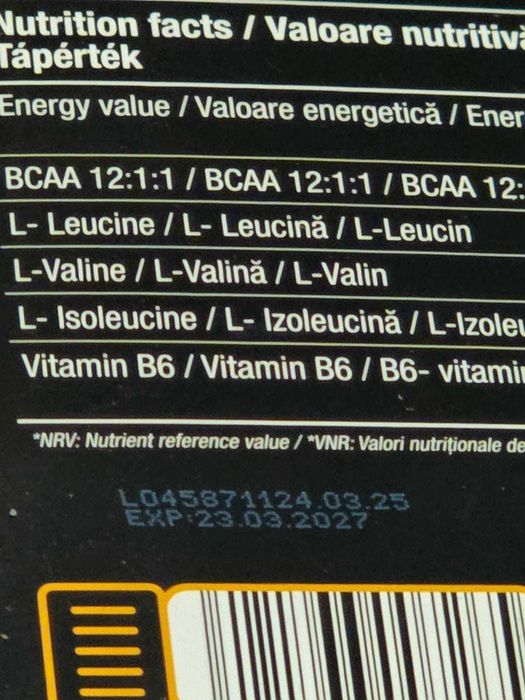 Nutrition facts / Valoare nutritivă
Tápérték
Energy value / Valoare energetică / Ener
BCAA 12:1:1 / BCAA 12:1:1 / BCAA 12:
L- Leucine / L- Leucină / L-Leucin
L-Valine / L-Valină / L-Valin
L- Isoleucine / L- Izoleucină / L-Izoleu
Vitamin B6 / Vitamin B6 / B6- vitami
*NRV: Nutrient reference value / *VNR: Valori nutriționale de
L045871124.03.25
EXP:23.03.2027